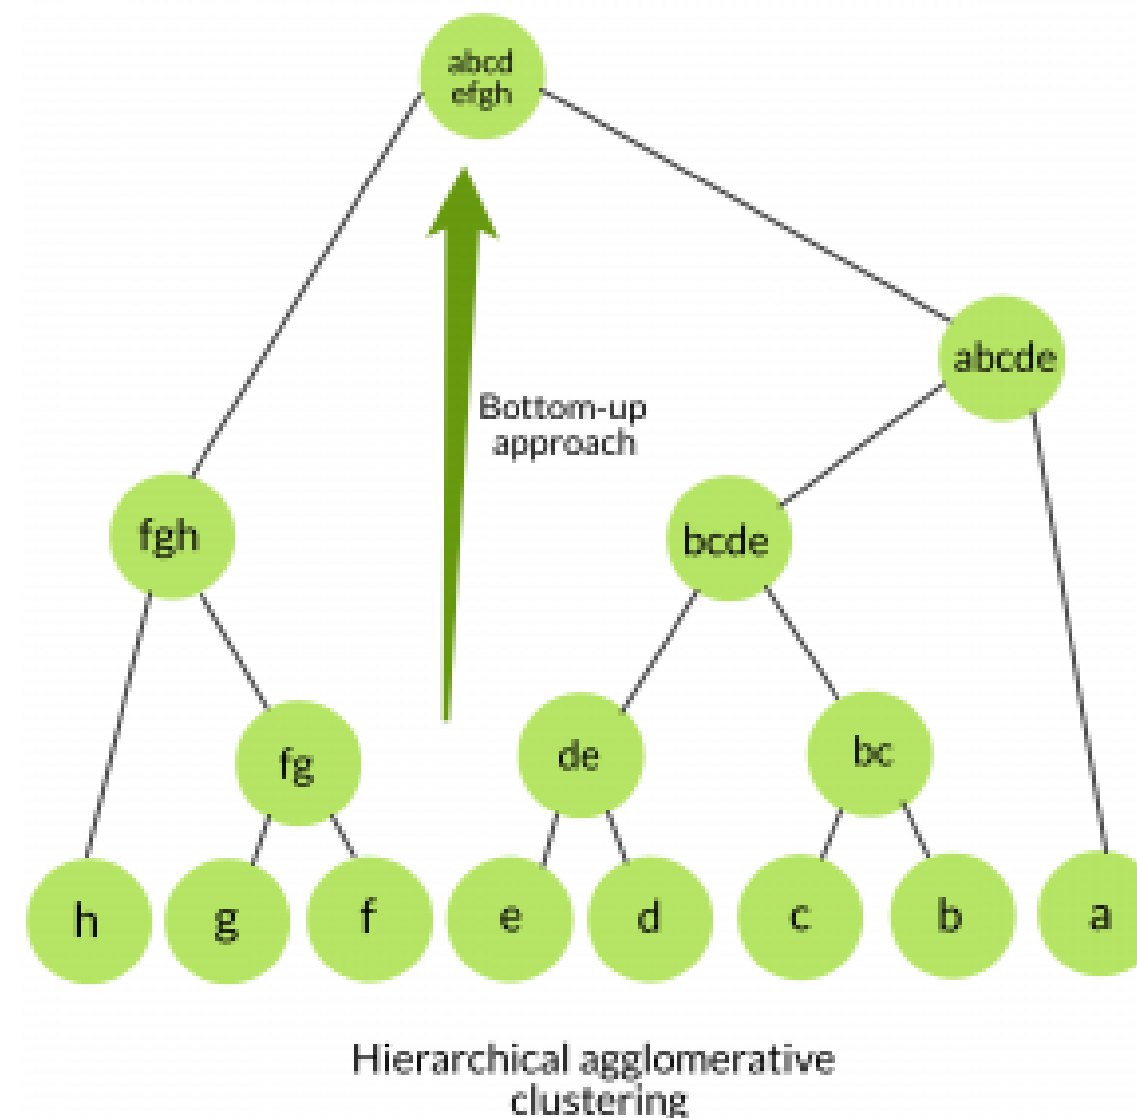 abcd
efgh
abcde
Bottom-up
approach
fgh
bcde
fg
de
bc
h
g
f
e
d
c
b
a
Hierarchical agglomerative
clustering